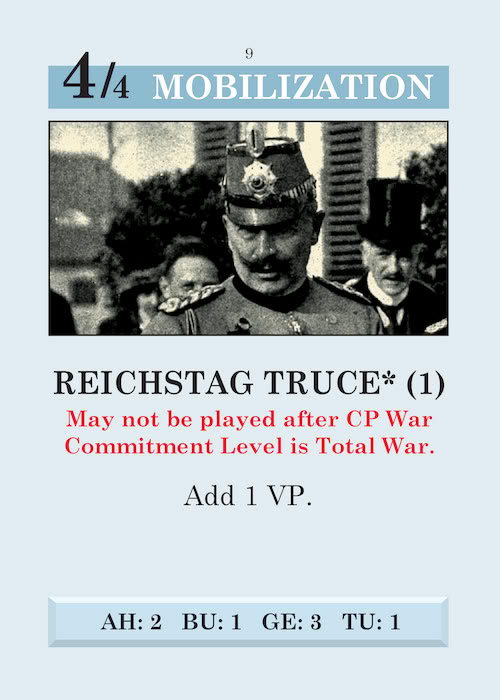 9
4/4 MOBILIZATION
REICHSTAG TRUCE* (1)
May not be played after CP War
Commitment Level is Total War.
Add 1 VP.
AH: 2 BU: 1 GE: 3 TU: 1